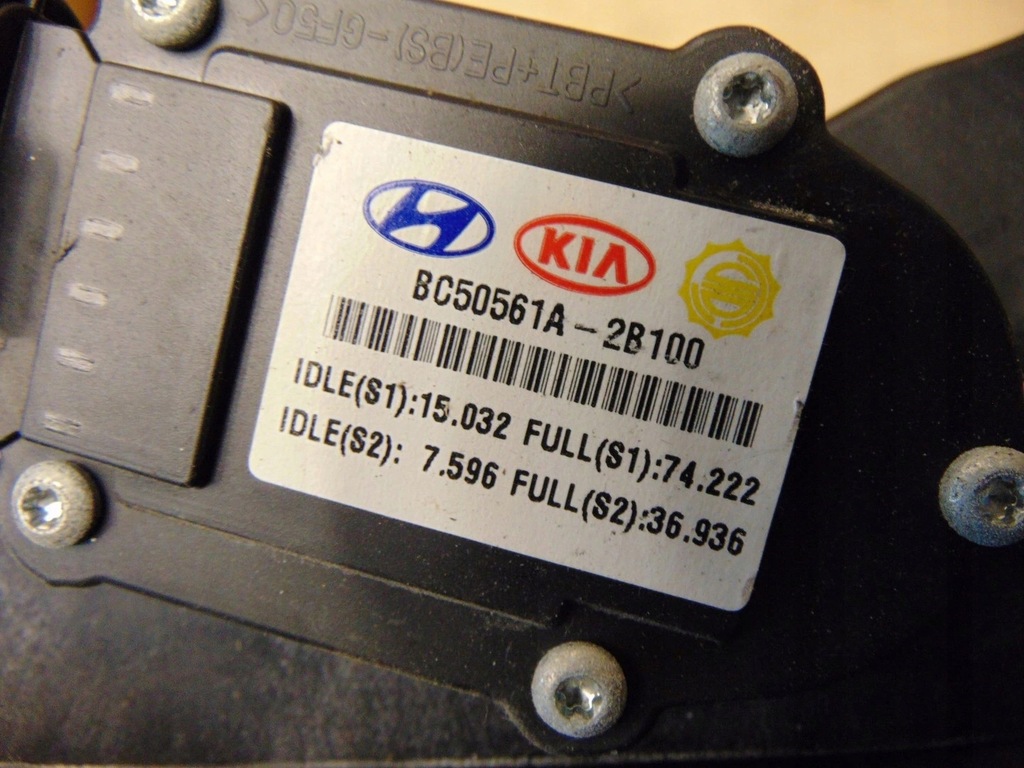 >PBT+PE(BS)-GF50<
KIA
BC50561A-2B100
IDLE(S1):15.032 FULL(S1):74.222
IDLE(S2): 7.596 FULL(S2):36.936